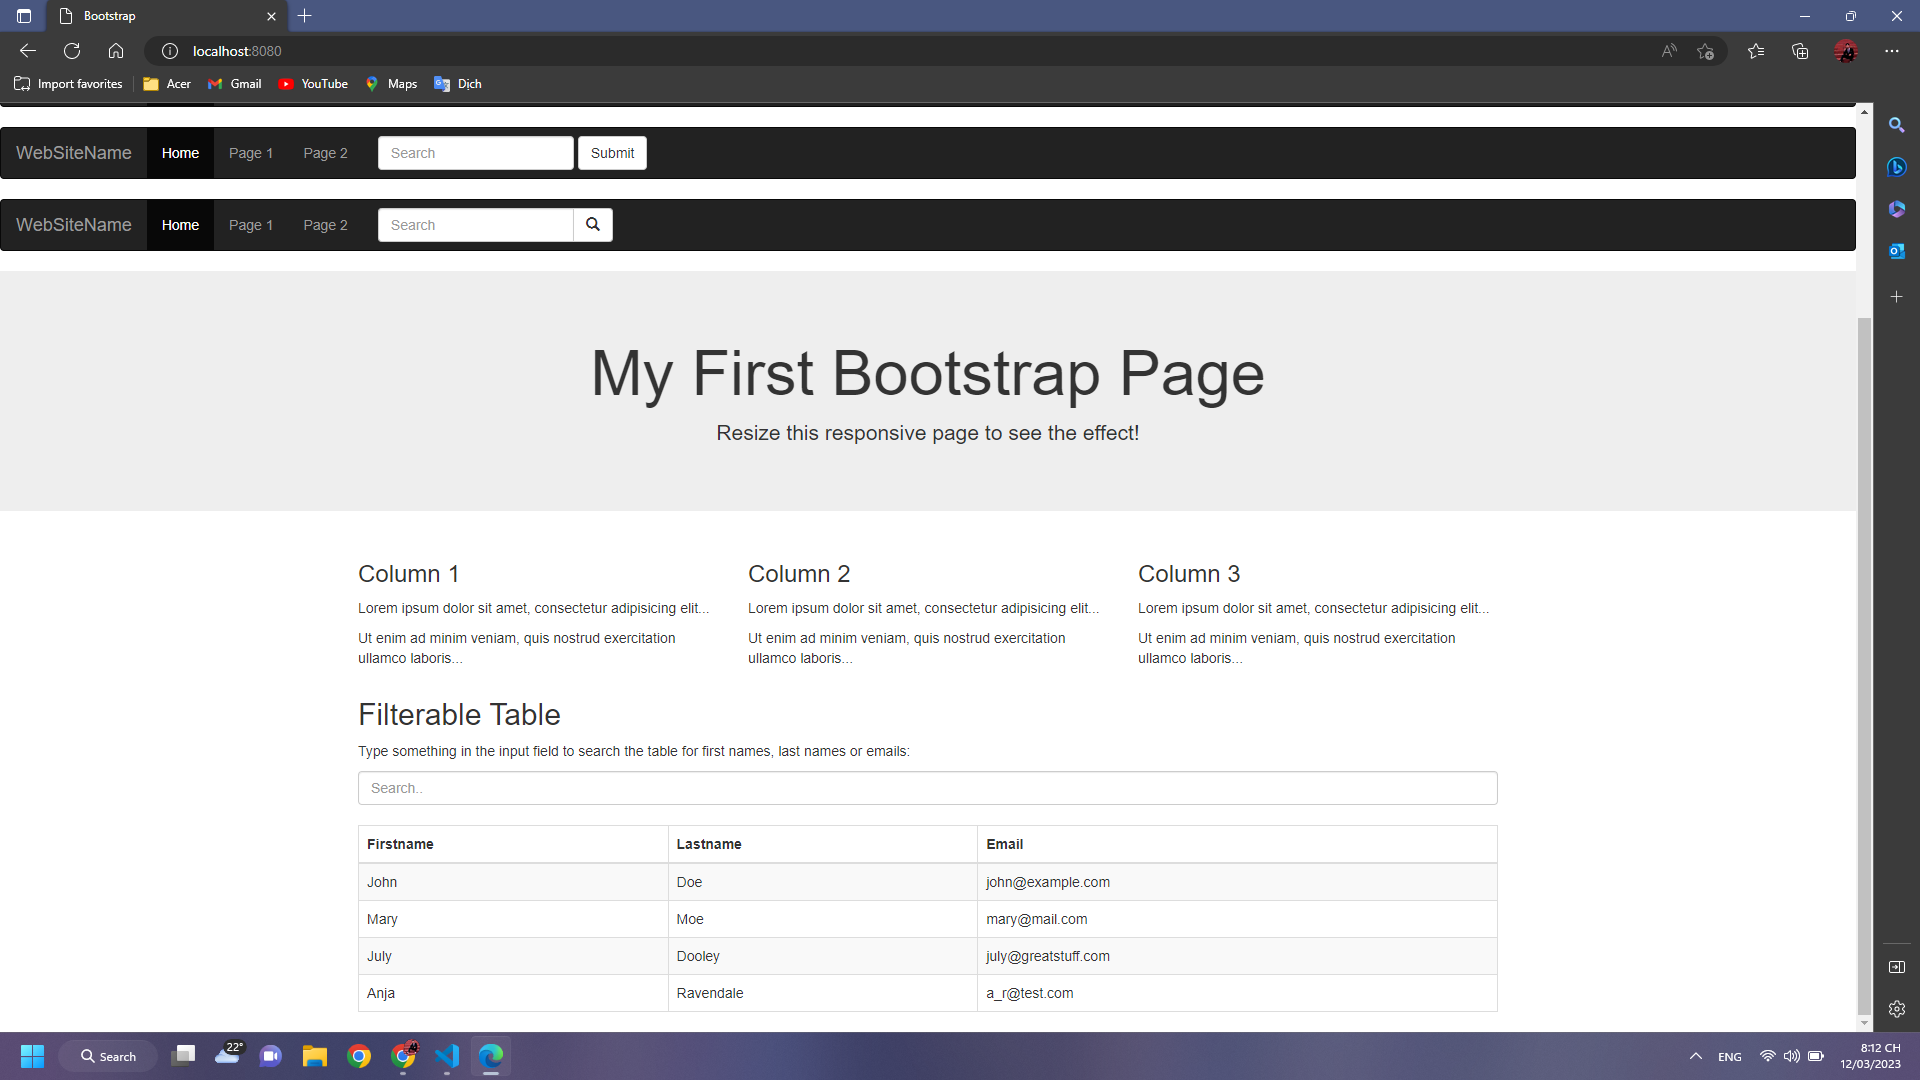 Bootstrap
localhost:8080
Import favorites Acer Gmail YouTube Maps Dịch
WebSiteName Home Page 1 Page 2 Search Submit
WebSiteName Home Page 1 Page 2 Search
My First Bootstrap Page
Resize this responsive page to see the effect!
Column 1 Column 2 Column 3
Lorem ipsum dolor sit amet, consectetur adipisicing elit... Lorem ipsum dolor sit amet, consectetur adipisicing elit... Lorem ipsum dolor sit amet, consectetur adipisicing elit...
Ut enim ad minim veniam, quis nostrud exercitation Ut enim ad minim veniam, quis nostrud exercitation Ut enim ad minim veniam, quis nostrud exercitation
ullamco laboris... ullamco laboris... ullamco laboris...
Filterable Table
Type something in the input field to search the table for first names, last names or emails:
Search..
Firstname Lastname Email
John Doe john@example.com
Mary Moe mary@mail.com
July Dooley july@greatstuff.com
Anja Ravendale a_r@test.com
Search 22° ENG 8:12 CH
12/03/2023